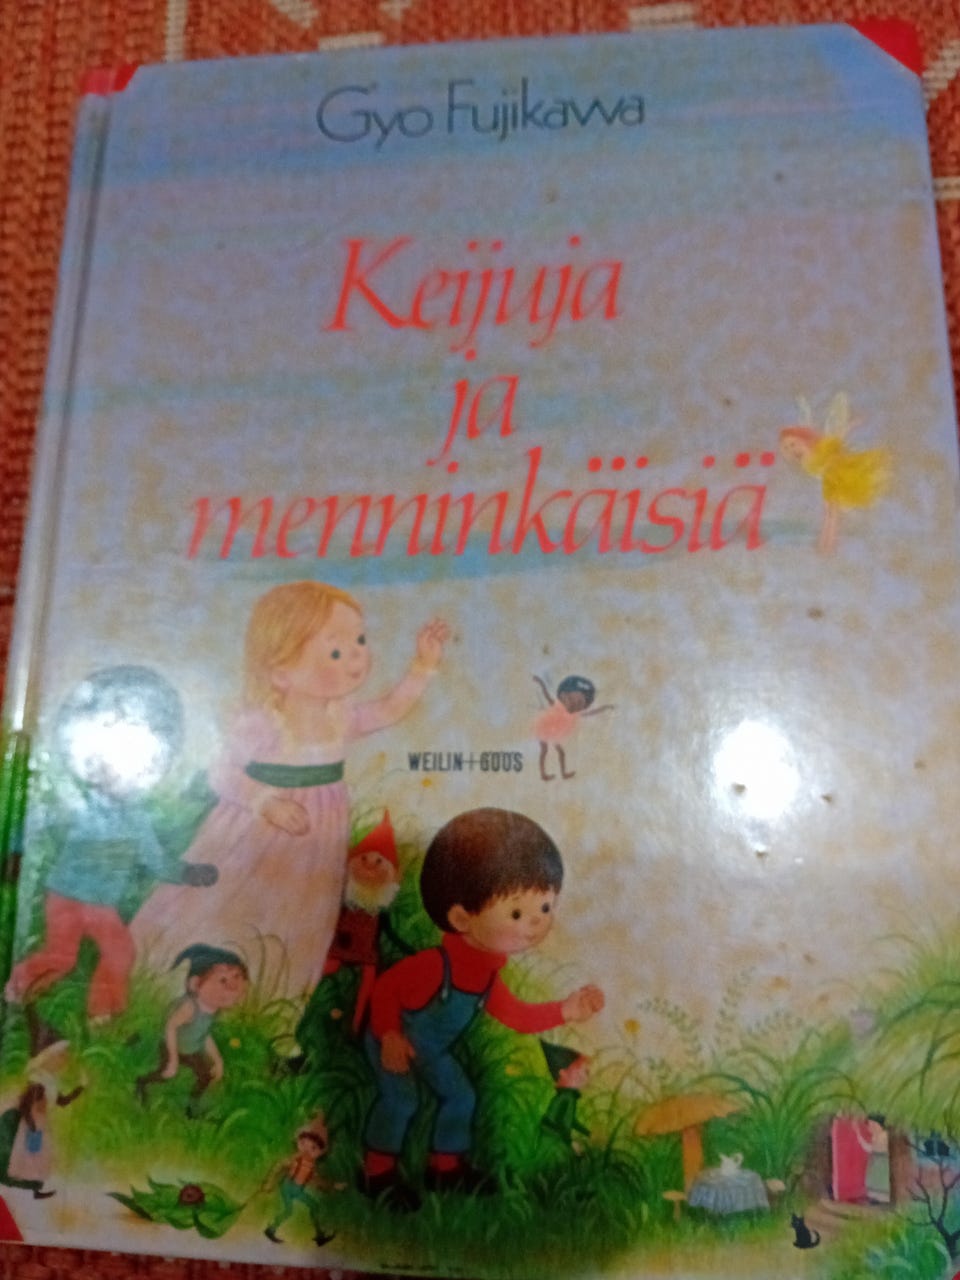 Gyo Fujikawa
Keijuja
ja
menninkäisiä
WEILIN+GÖÖS